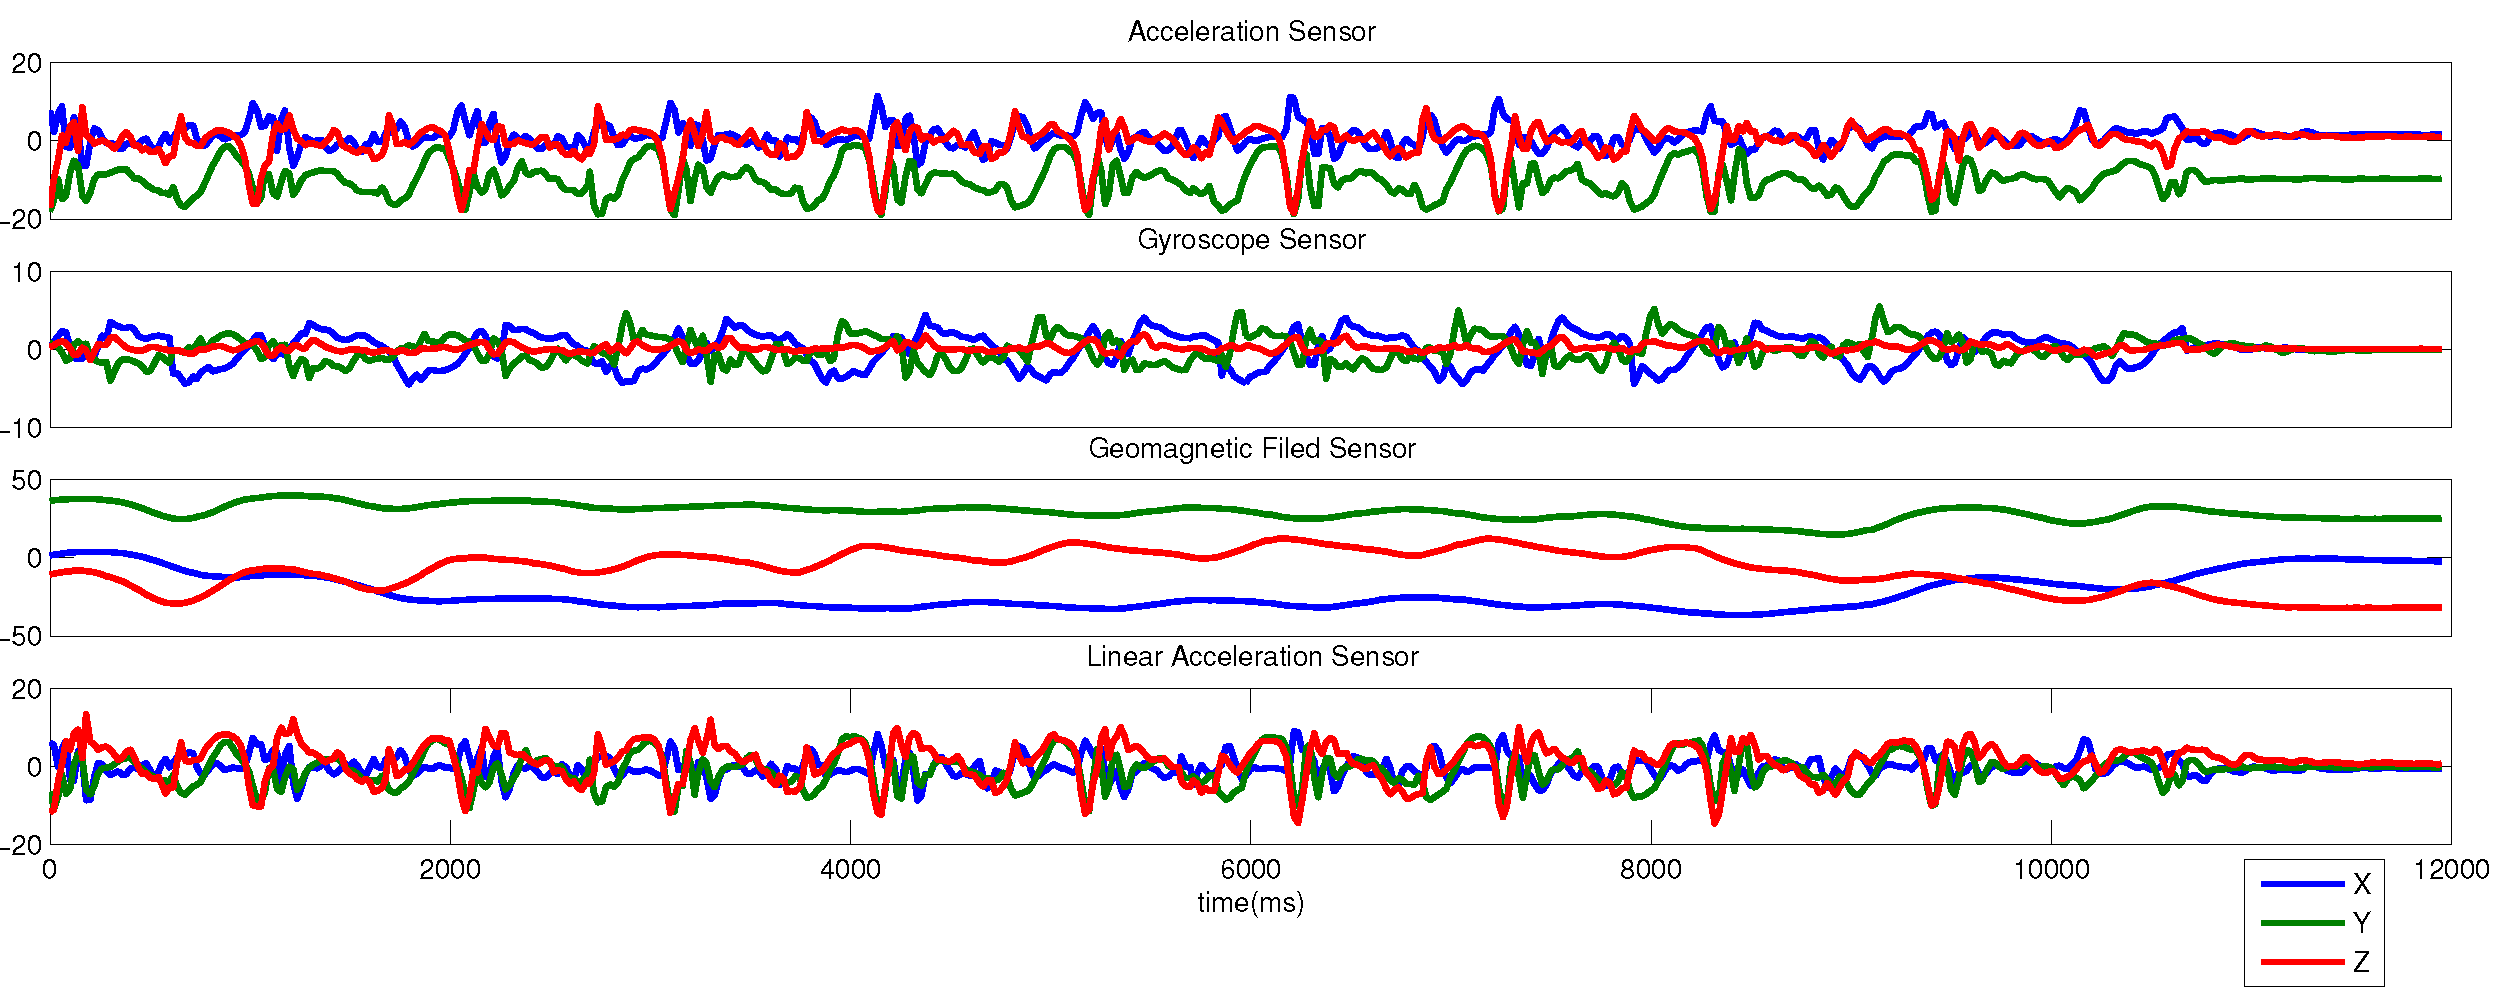 Acceleration Sensor
20
0
−20
Gyroscope Sensor
10
0
−10
Geomagnetic Filed Sensor
50
0
−50
Linear Acceleration Sensor
20
0
−20
0 2000 4000 6000 8000 10000 12000
time(ms)
X
Y
Z